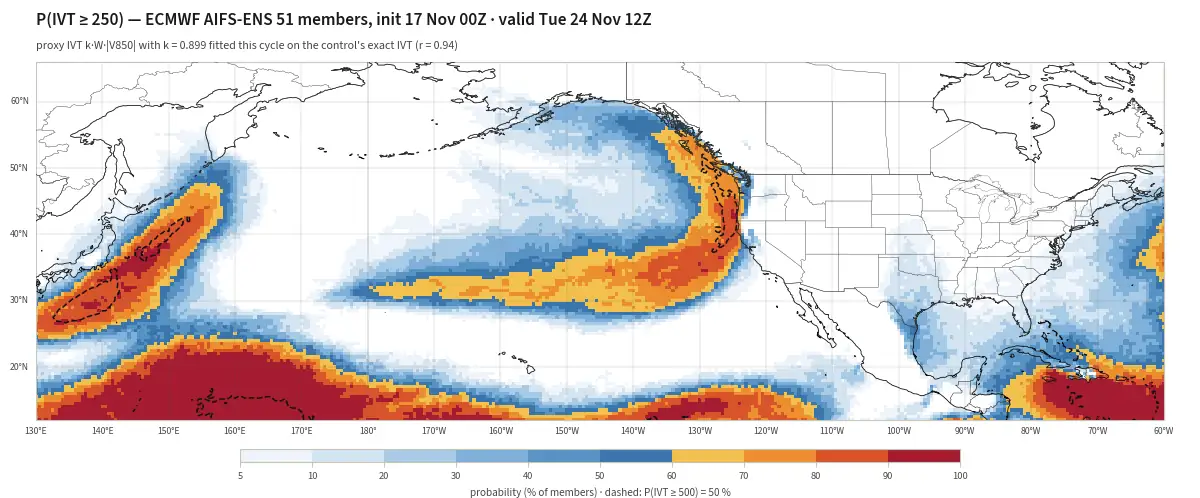 P(IVT ≥ 250) — ECMWF AIFS-ENS 51 members, init 17 Nov 00Z · valid Tue 24 Nov 12Z
proxy IVT k·W·|V850| with k = 0.899 fitted this cycle on the control's exact IVT (r = 0.94)
60°N
50°N
40°N
30°N
20°N
130°E 140°E 150°E 160°E 170°E 180° 170°W 160°W 150°W 140°W 130°W 120°W 110°W 100°W 90°W 80°W 70°W 60°W
5 10 20 30 40 50 60 70 80 90 100
probability (% of members) · dashed: P(IVT ≥ 500) = 50 %